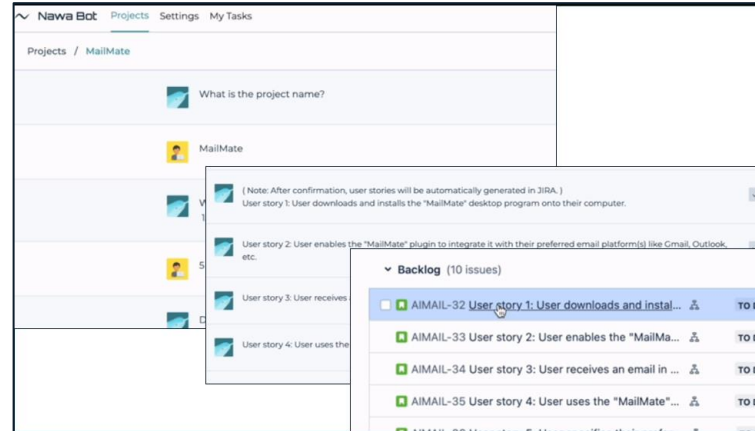 Nawa Bot Projects Settings My Tasks
Projects / MailMate
What is the project name?
MailMate
( Note: After confirmation, user stories will be automatically generated in JIRA. )
User story 1: User downloads and installs the "MailMate" desktop program onto their computer.
User story 2: User enables the "MailMate" plugin to integrate it with their preferred email platform(s) like Gmail, Outlook,
etc.
User story 3: User receives
User story 4: User uses the
Backlog (10 issues)
AIMAIL-32 User story 1: User downloads and instal... TO
AIMAIL-33 User story 2: User enables the "MailMa... TO
AIMAIL-34 User story 3: User receives an email in ... TO
AIMAIL-35 User story 4: User uses the "MailMate"... TO